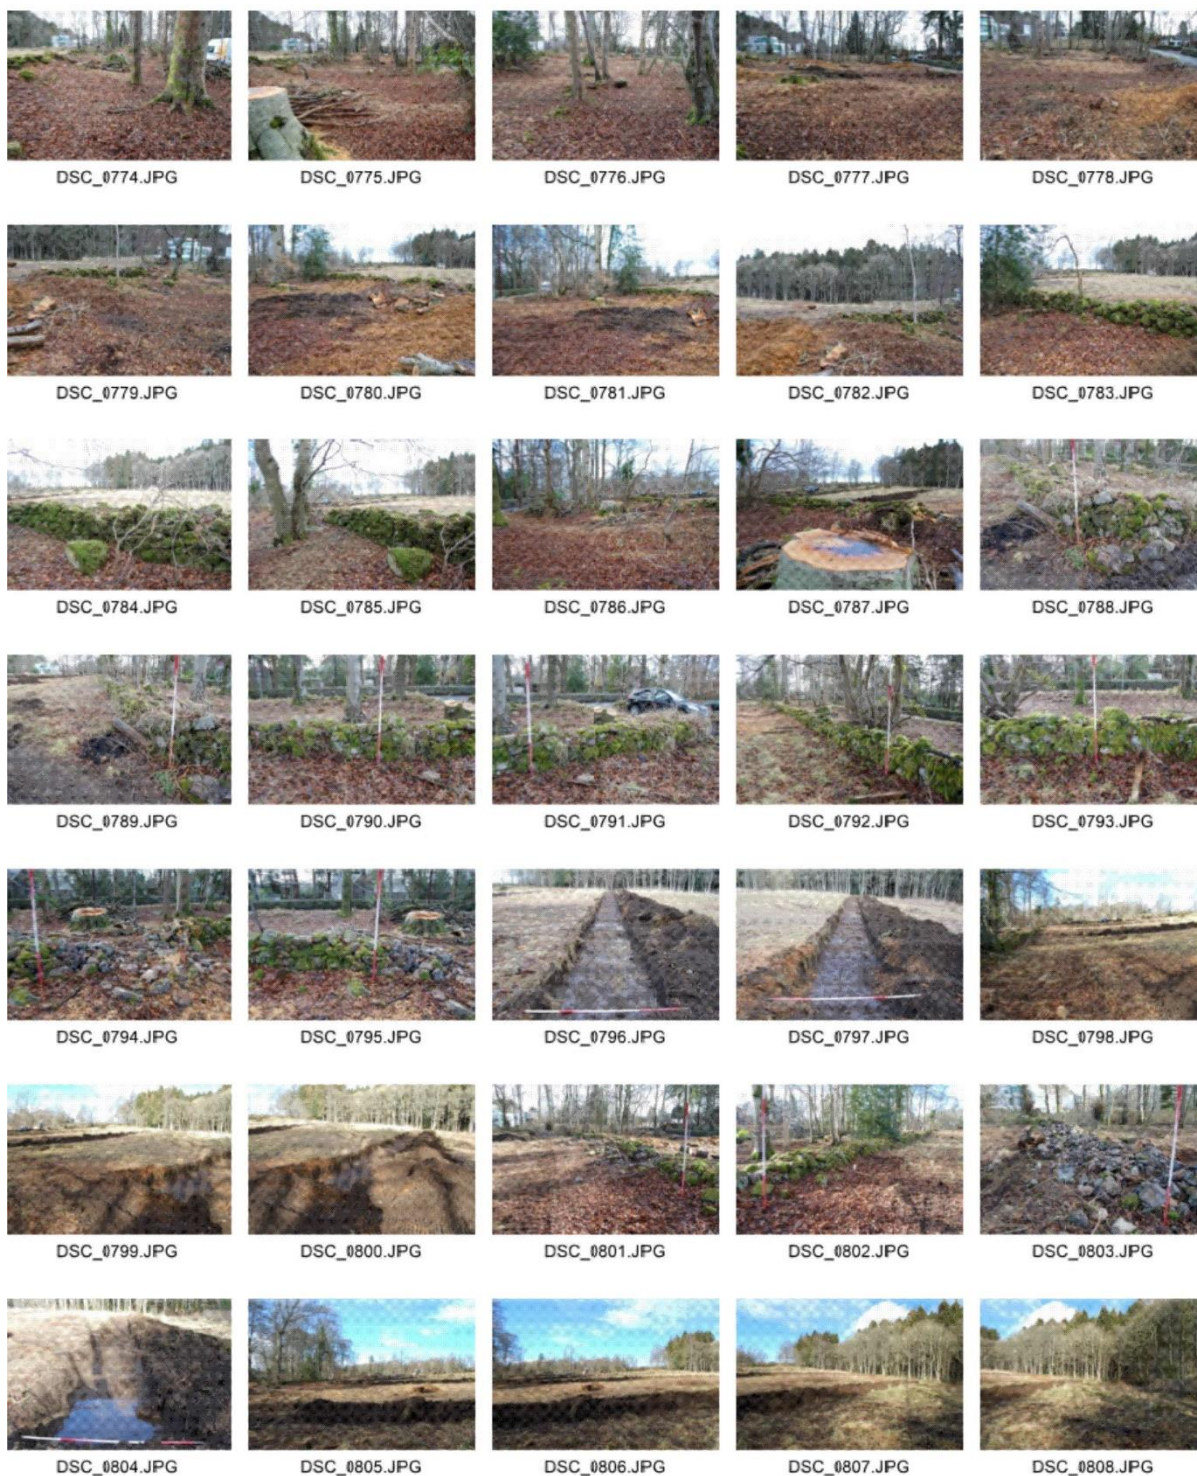 DSC_0774.JPG DSC_0775.JPG DSC_0776.JPG DSC_0777.JPG DSC_0778.JPG
DSC_0779.JPG DSC_0780.JPG DSC_0781.JPG DSC_0782.JPG DSC_0783.JPG
DSC_0784.JPG DSC_0785.JPG DSC_0786.JPG DSC_0787.JPG DSC_0788.JPG
DSC_0789.JPG DSC_0790.JPG DSC_0791.JPG DSC_0792.JPG DSC_0793.JPG
DSC_0794.JPG DSC_0795.JPG DSC_0796.JPG DSC_0797.JPG DSC_0798.JPG
DSC_0799.JPG DSC_0800.JPG DSC_0801.JPG DSC_0802.JPG DSC_0803.JPG
DSC_0804.JPG DSC_0805.JPG DSC_0806.JPG DSC_0807.JPG DSC_0808.JPG